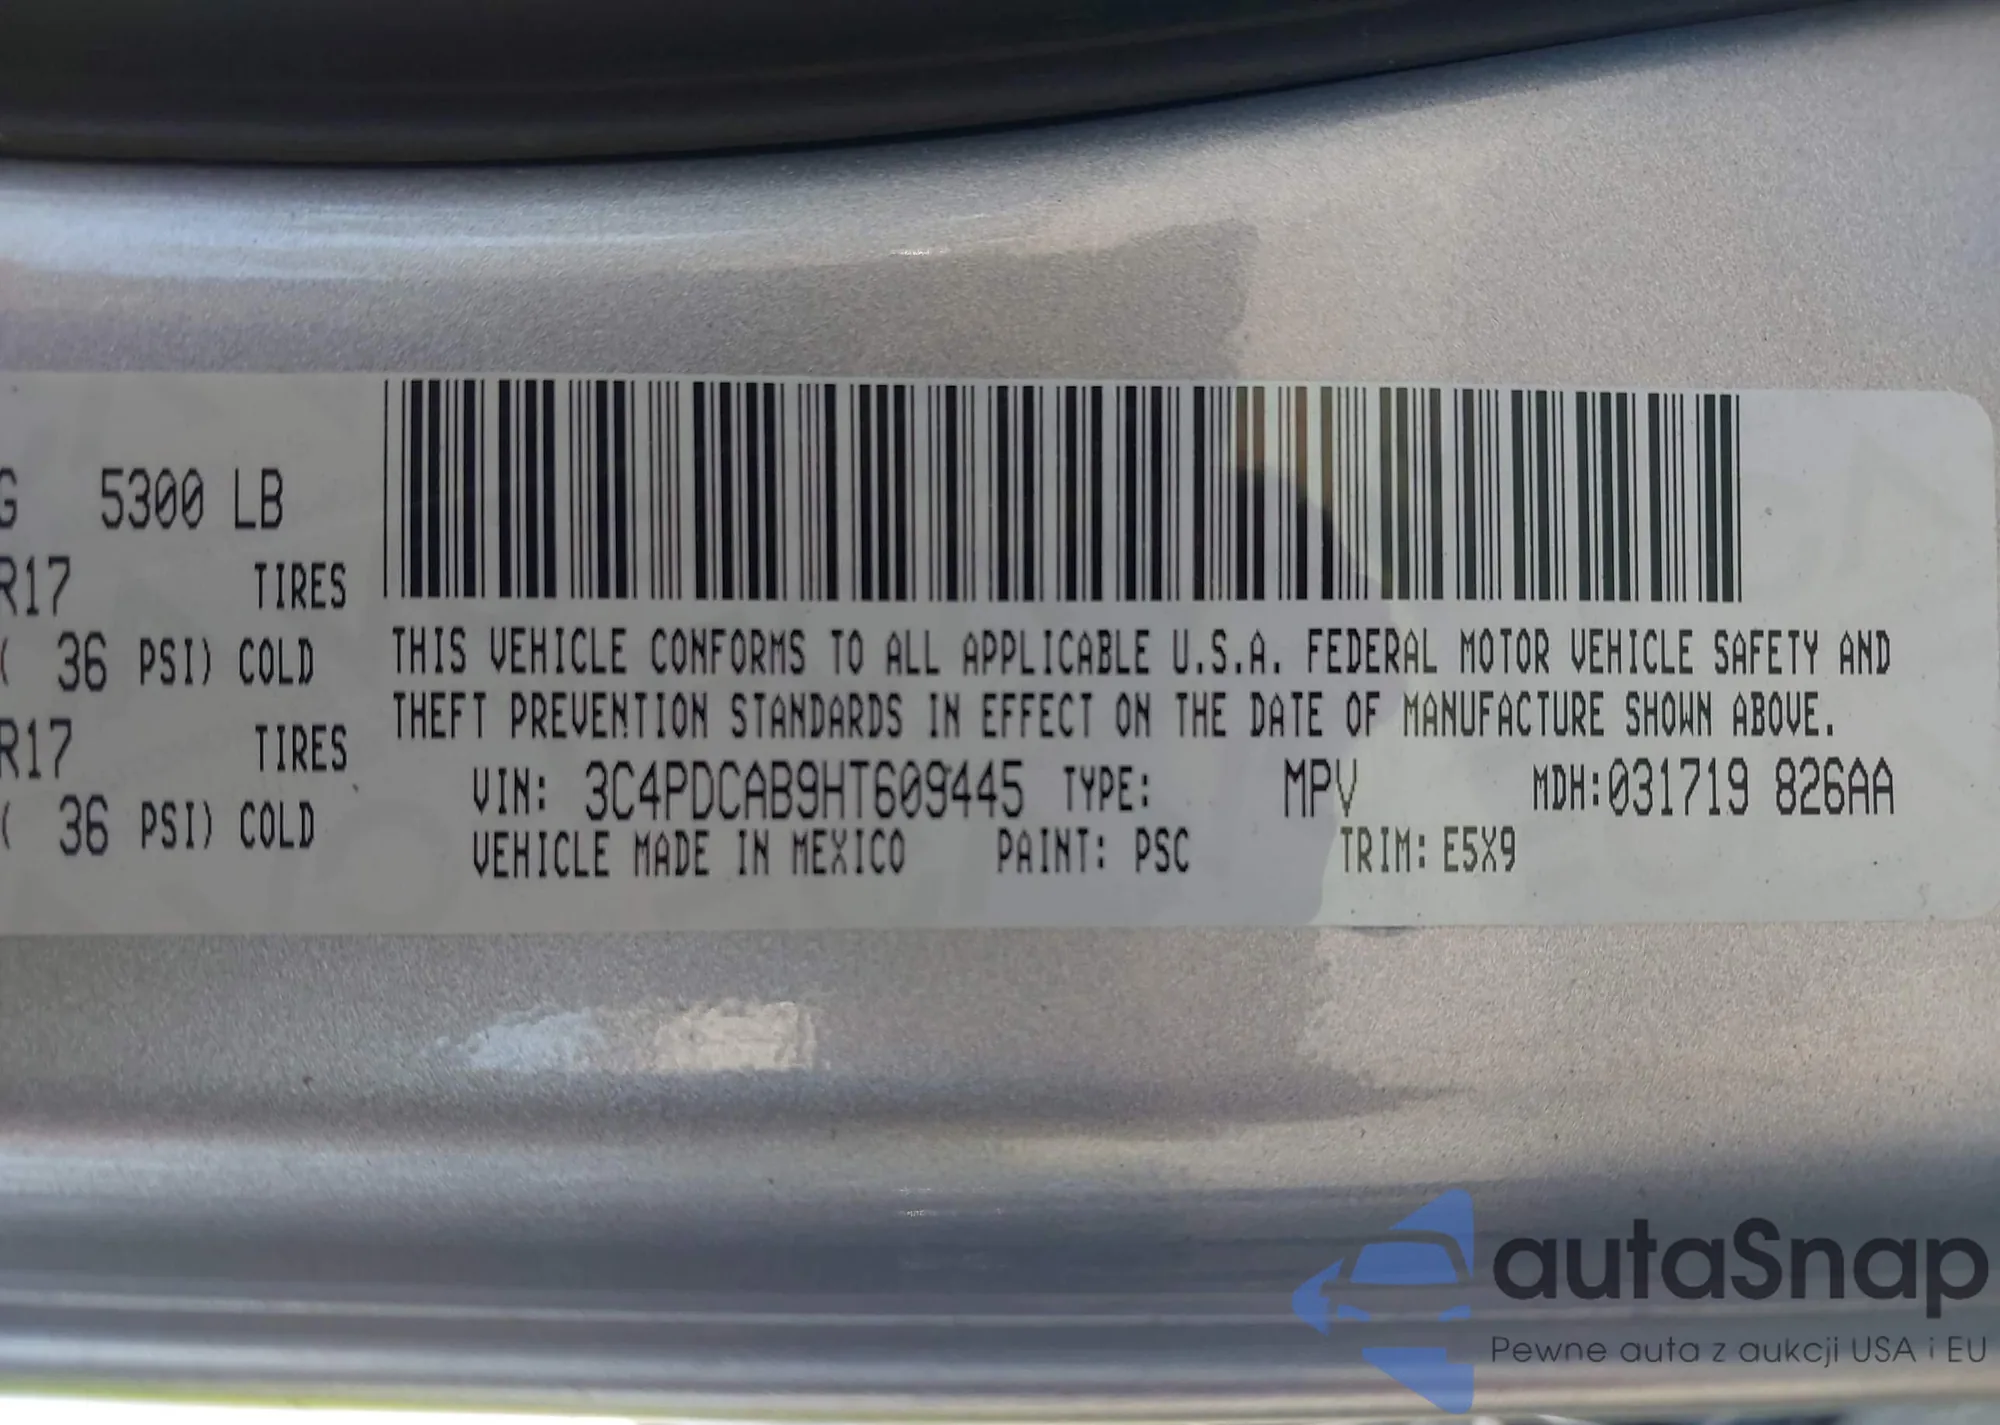 G 5300 LB
R17 TIRES
( 36 PSI) COLD
R17 TIRES
( 36 PSI) COLD
THIS VEHICLE CONFORMS TO ALL APPLICABLE U.S.A. FEDERAL MOTOR VEHICLE SAFETY AND
THEFT PREVENTION STANDARDS IN EFFECT ON THE DATE OF MANUFACTURE SHOWN ABOVE.
VIN: 3C4PDCAB9HT609445 TYPE: MPV MDH:031719 826AA
VEHICLE MADE IN MEXICO PAINT: PSC TRIM: E5X9
autaSnap
Pewne auta z aukcji USA i EU